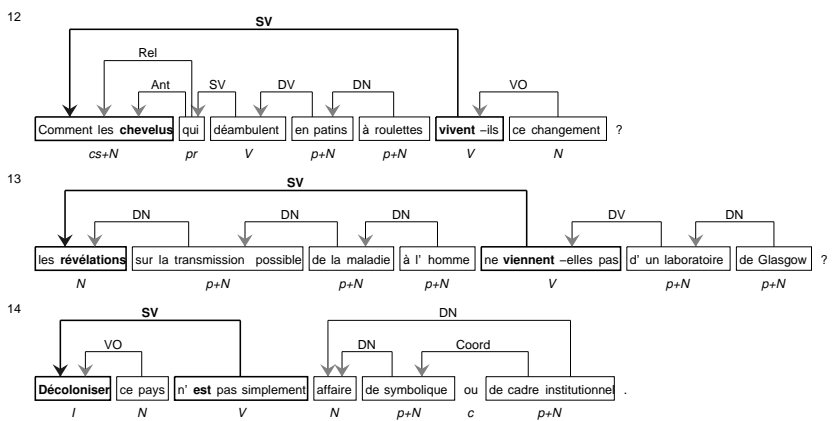 12
SV
Rel
Ant SV DV DN VO
Comment les chevelus qui déambulent en patins à roulettes vivent –ils ce changement ?
cs+N pr V p+N p+N V N
13
SV
DN DN DN DV DN
les révélations sur la transmission possible de la maladie à l' homme ne viennent –elles pas d' un laboratoire de Glasgow ?
N p+N p+N p+N V p+N p+N
14
SV DN
VO DN Coord
Décoloniser ce pays n' est pas simplement affaire de symbolique ou de cadre institutionnel .
I N V N p+N c p+N